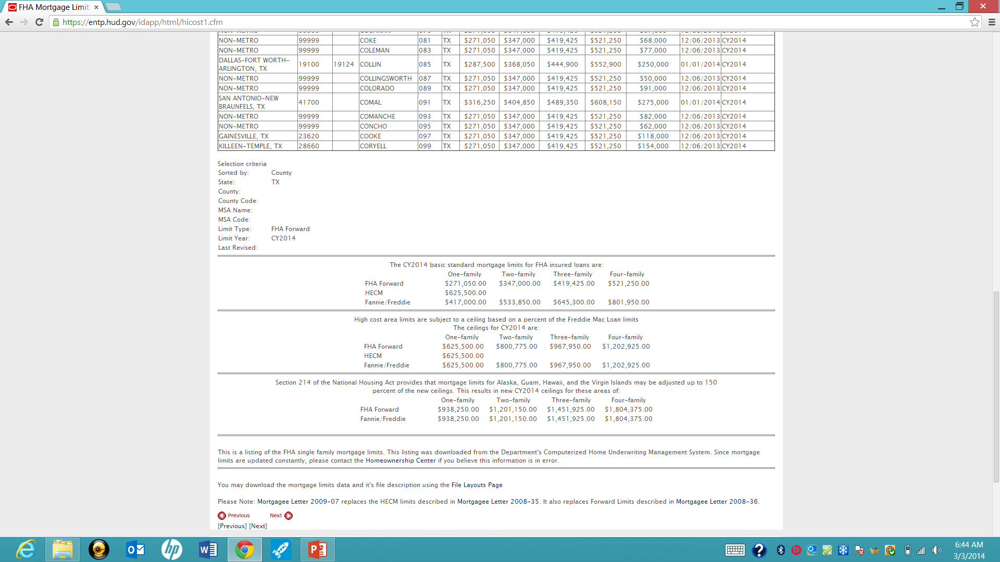 FHA Mortgage Limit
https://entp.hud.gov/idapp/html/hicost1.cfm
NON-METRO 99999 COKE 081 TX $271,050 $347,000 $419,425 $521,250 $68,000 12/06/2013 CY2014
NON-METRO 99999 COLEMAN 083 TX $271,050 $347,000 $419,425 $521,250 $77,000 12/06/2013 CY2014
DALLAS-FORT WORTH-
ARLINGTON, TX 19100 19124 COLLIN 085 TX $287,500 $368,050 $444,900 $552,900 $250,000 01/01/2014 CY2014
NON-METRO 99999 COLLINGSWORTH 087 TX $271,050 $347,000 $419,425 $521,250 $50,000 12/06/2013 CY2014
NON-METRO 99999 COLORADO 089 TX $271,050 $347,000 $419,425 $521,250 $91,000 12/06/2013 CY2014
SAN ANTONIO-NEW
BRAUNFELS, TX 41700 COMAL 091 TX $316,250 $404,850 $489,350 $608,150 $275,000 01/01/2014 CY2014
NON-METRO 99999 COMANCHE 093 TX $271,050 $347,000 $419,425 $521,250 $82,000 12/06/2013 CY2014
NON-METRO 99999 CONCHO 095 TX $271,050 $347,000 $419,425 $521,250 $62,000 12/06/2013 CY2014
GAINESVILLE, TX 23620 COOKE 097 TX $271,050 $347,000 $419,425 $521,250 $118,000 12/06/2013 CY2014
KILLEEN-TEMPLE, TX 28660 CORYELL 099 TX $271,050 $347,000 $419,425 $521,250 $154,000 12/06/2013 CY2014
Selection criteria
Sorted by: County
State: TX
County:
County Code:
MSA Name:
MSA Code:
Limit Type: FHA Forward
Limit Year: CY2014
Last Revised:
The CY2014 basic standard mortgage limits for FHA insured loans are:
One-family Two-family Three-family Four-family
FHA Forward $271,050.00 $347,000.00 $419,425.00 $521,250.00
HECM $625,500.00
Fannie/Freddie $417,000.00 $533,850.00 $645,300.00 $801,950.00
High cost area limits are subject to a ceiling based on a percent of the Freddie Mac Loan limits
The ceilings for CY2014 are:
One-family Two-family Three-family Four-family
FHA Forward $625,500.00 $800,775.00 $967,950.00 $1,202,925.00
HECM $625,500.00
Fannie/Freddie $625,500.00 $800,775.00 $967,950.00 $1,202,925.00
Section 214 of the National Housing Act provides that mortgage limits for Alaska, Guam, Hawaii, and the Virgin Islands may be adjusted up to 150
percent of the new ceilings. This results in new CY2014 ceilings for these areas of:
One-family Two-family Three-family Four-family
FHA Forward $938,250.00 $1,201,150.00 $1,451,925.00 $1,804,375.00
Fannie/Freddie $938,250.00 $1,201,150.00 $1,451,925.00 $1,804,375.00
This is a listing of the FHA single family mortgage limits. This listing was downloaded from the Department's Computerized Home Underwriting Management System. Since mortgage
limits are updated constantly, please contact the Homeownership Center if you believe this information is in error.
You may download the mortgage limits data and it's file description using the File Layouts Page
Please Note: Mortgagee Letter 2009-07 replaces the HECM limits described in Mortgagee Letter 2008-35. It also replaces Forward Limits described in Mortgagee Letter 2008-36.
Previous Next
[Previous] [Next]
6:44 AM
3/3/2014